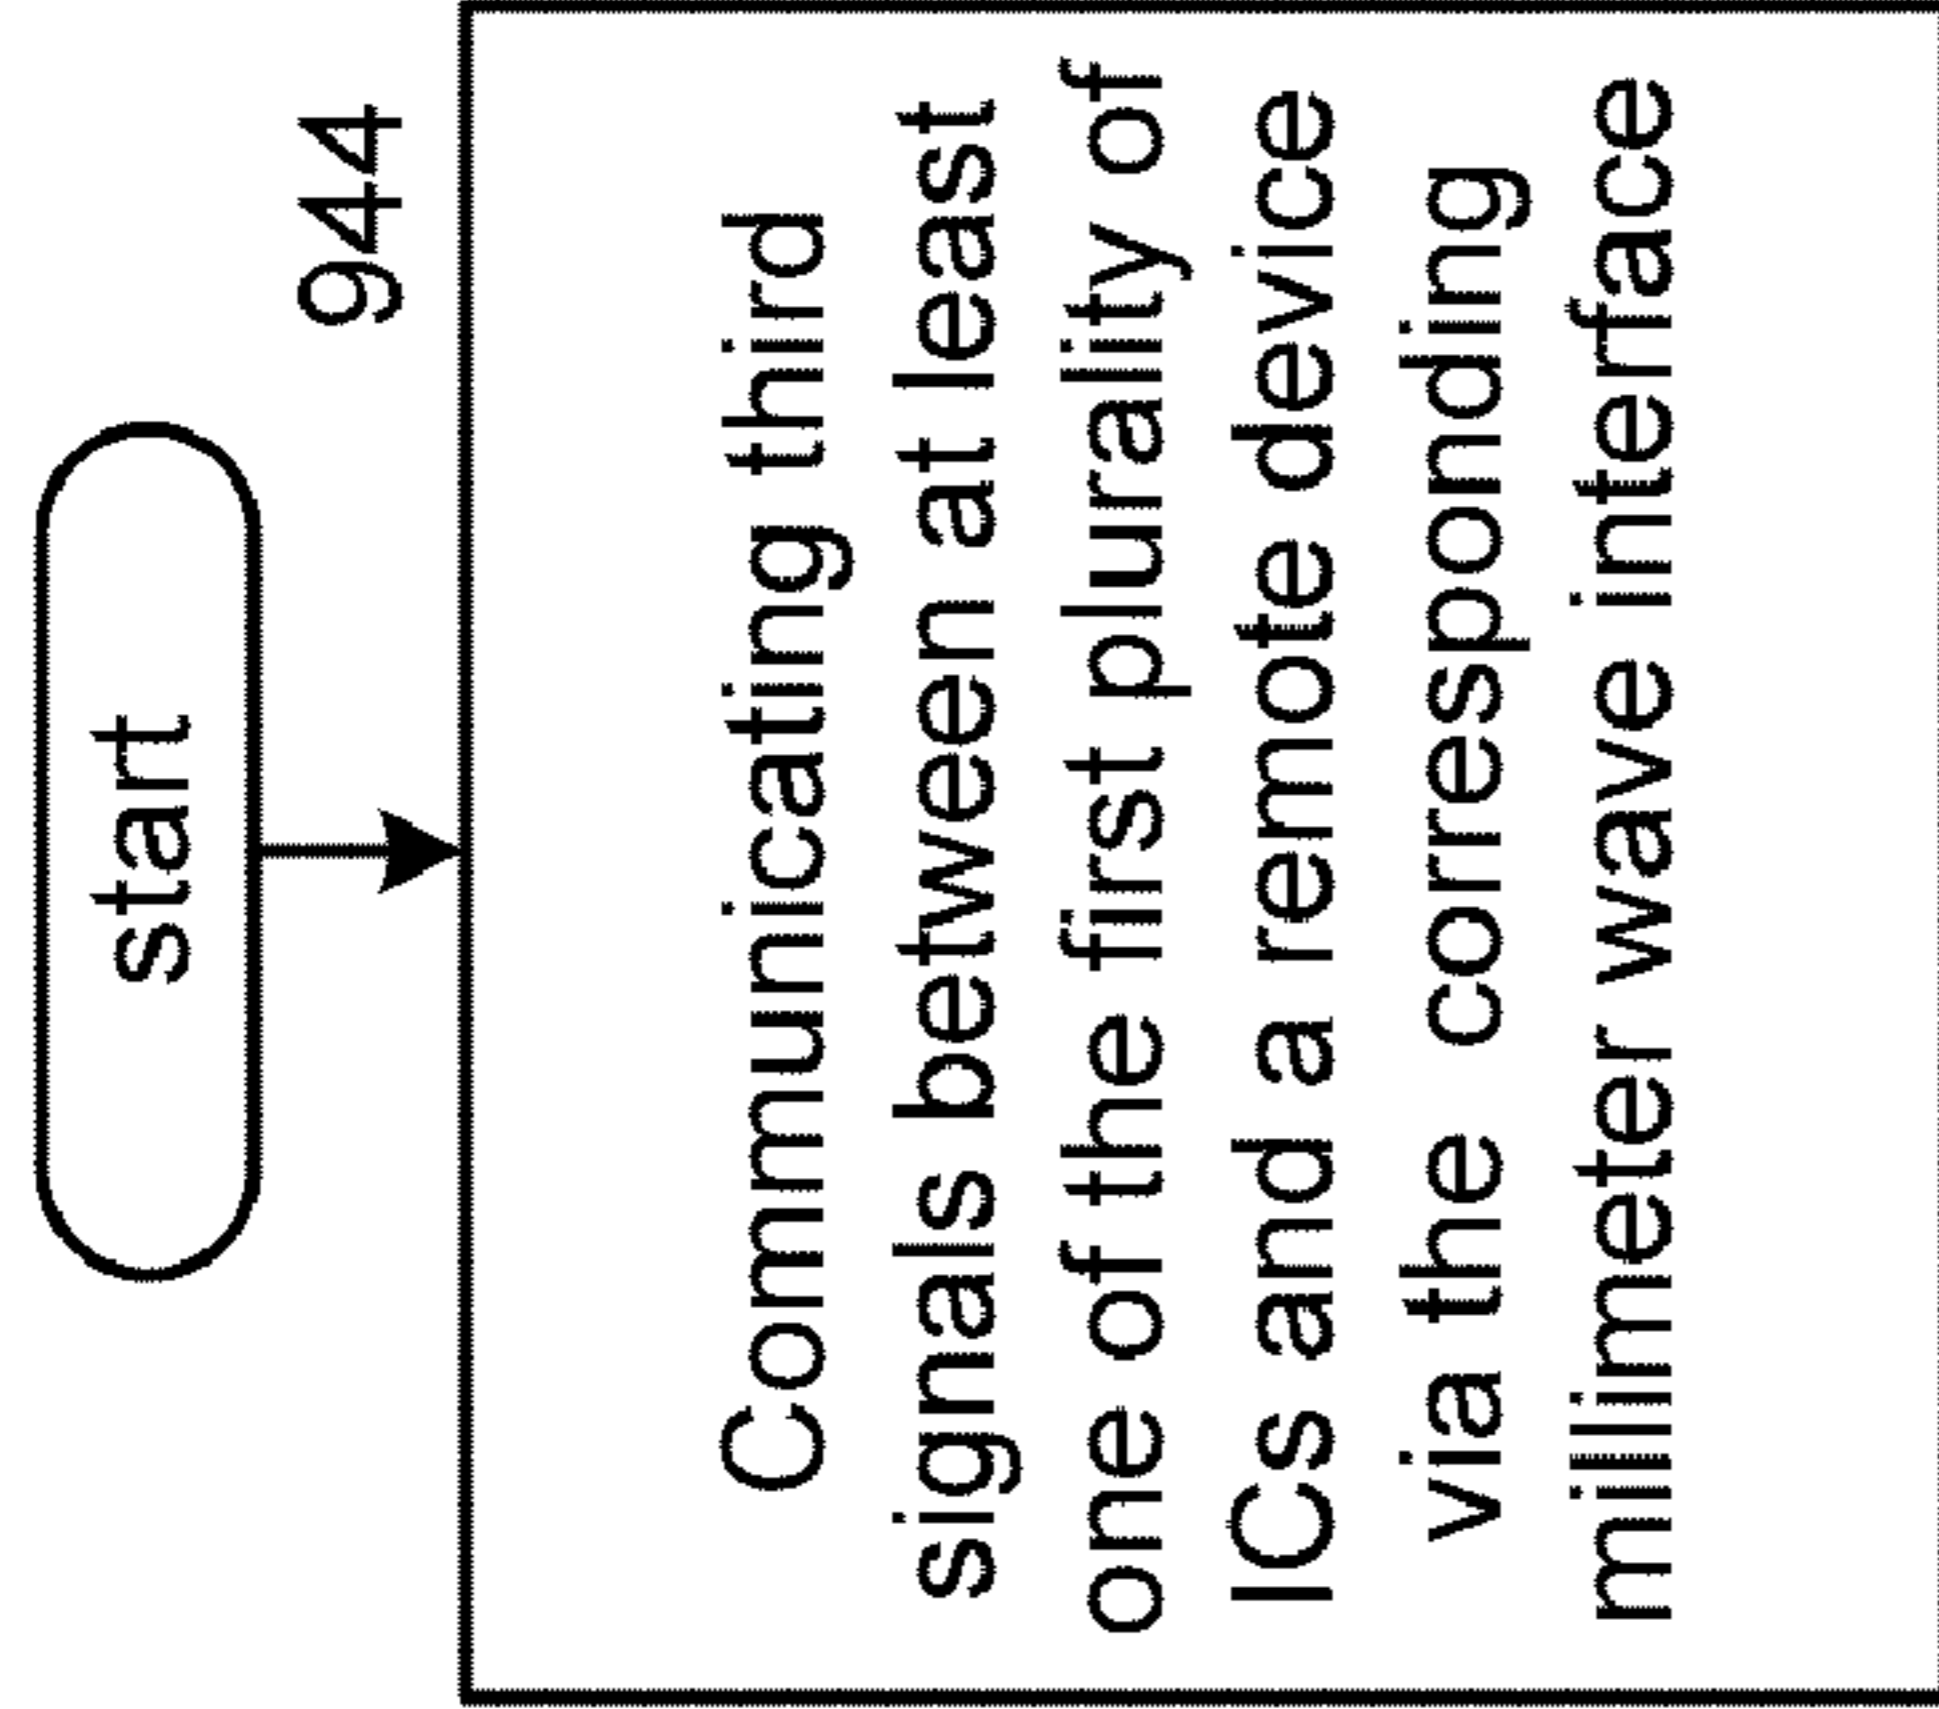 start
944
Communicating third
signals between at least
one of the first plurality of
ICs and a remote device
via the corresponding
millimeter wave interface